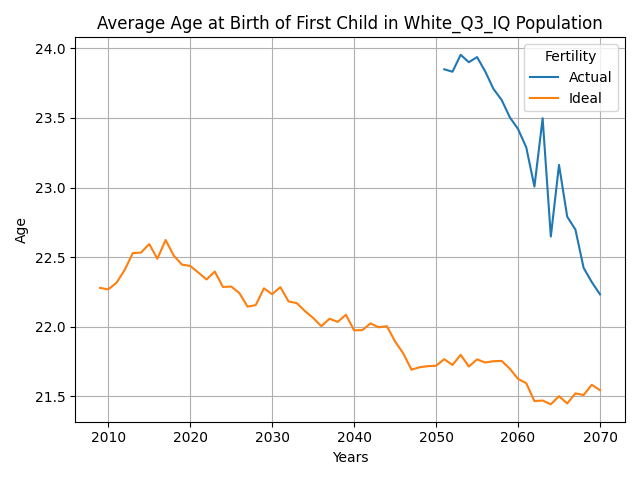 Average Age at Birth of First Child in White_Q3_IQ Population
24.0
23.5
23.0
22.5
22.0
21.5
Age
Fertility
Actual
Ideal
2010 2020 2030 2040 2050 2060 2070
Years